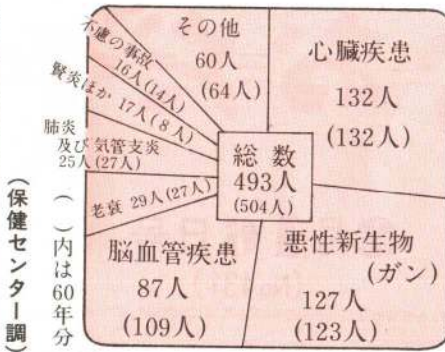 その他
60人
(64人)
心臓疾患
132人
(132人)
悪性新生物
(ガン)
127人
(123人)
脳血管疾患
87人
(109人)
老衰 29人(27人)
肺炎
及び気管支炎
25人(27人)
腎炎ほか 17人(8人)
不慮の事故
16人(14人)
総数
493人
(504人)
( )内は60年分
(保健センター調)